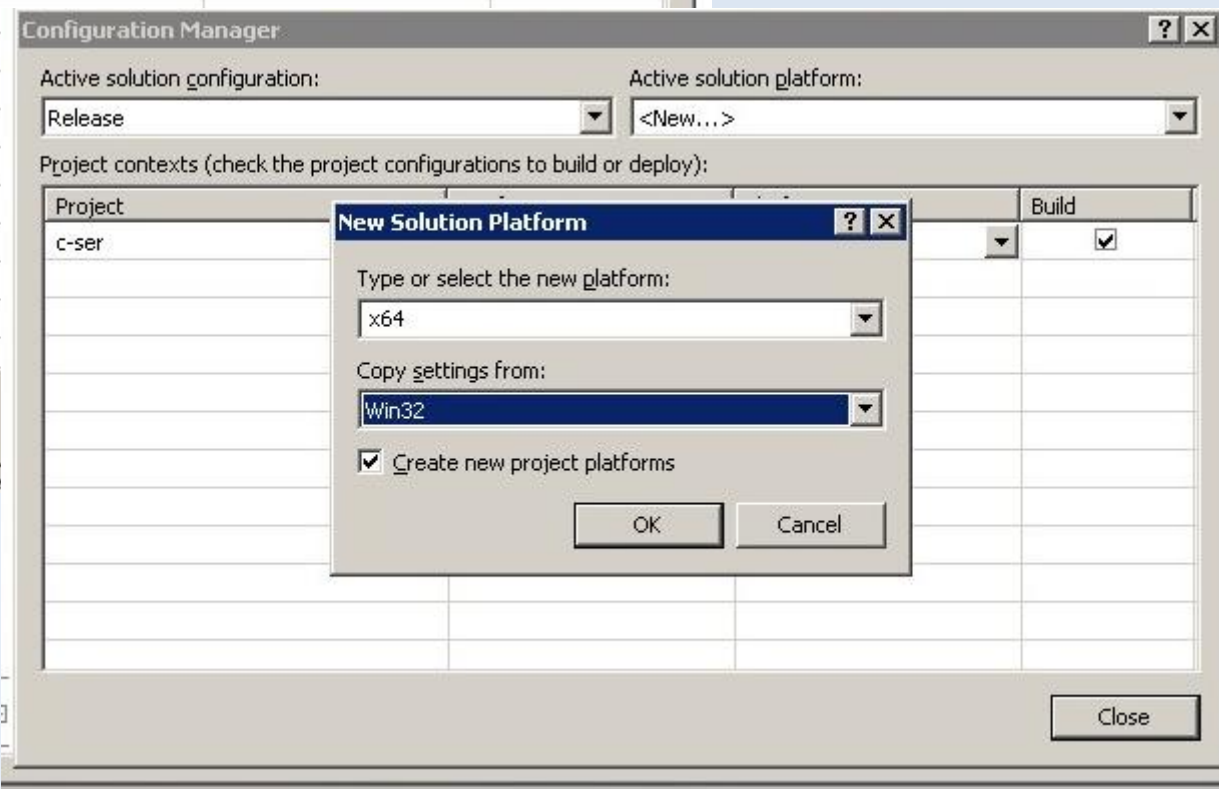 Configuration Manager
Active solution configuration:
Active solution platform:
Release
<New...>
Project contexts (check the project configurations to build or deploy):
Project
Build
c-ser
New Solution Platform
Type or select the new platform:
x64
Copy settings from:
Win32
Create new project platforms
OK
Cancel
Close